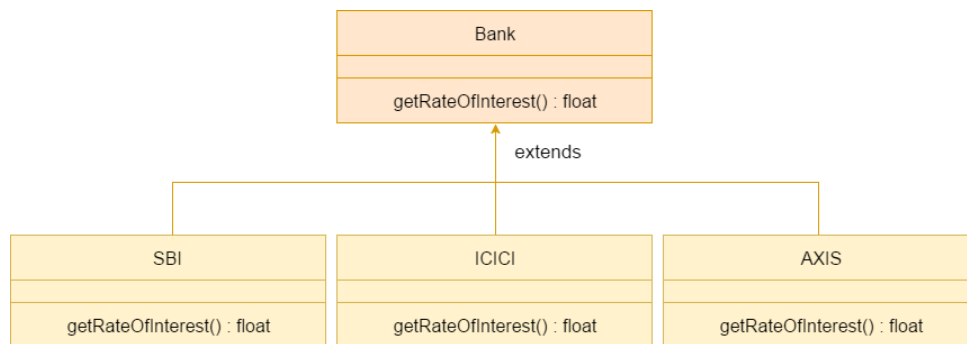 Bank
getRateOfInterest() : float
extends
SBI
ICICI
AXIS
getRateOfInterest() : float
getRateOfInterest() : float
getRateOfInterest() : float